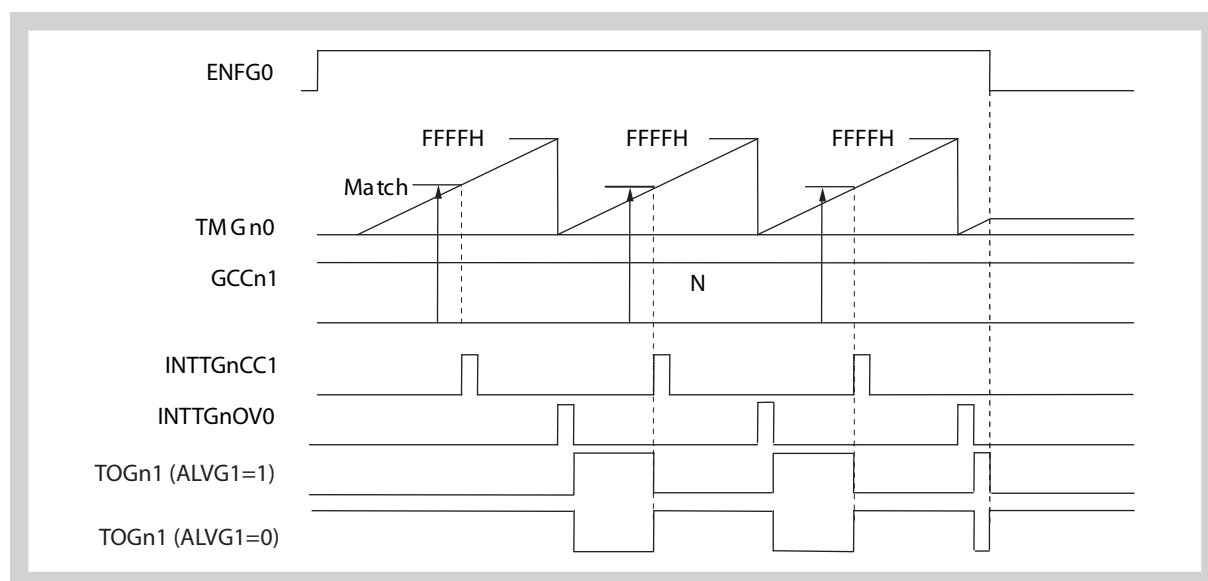 ENFG0
FFFFH FFFFH FFFFH
Match
TMGn0
GCCn1
N
INTTGnCC1
INTTGnOV0
TOGn1 (ALVG1=1)
TOGn1 (ALVG1=0)